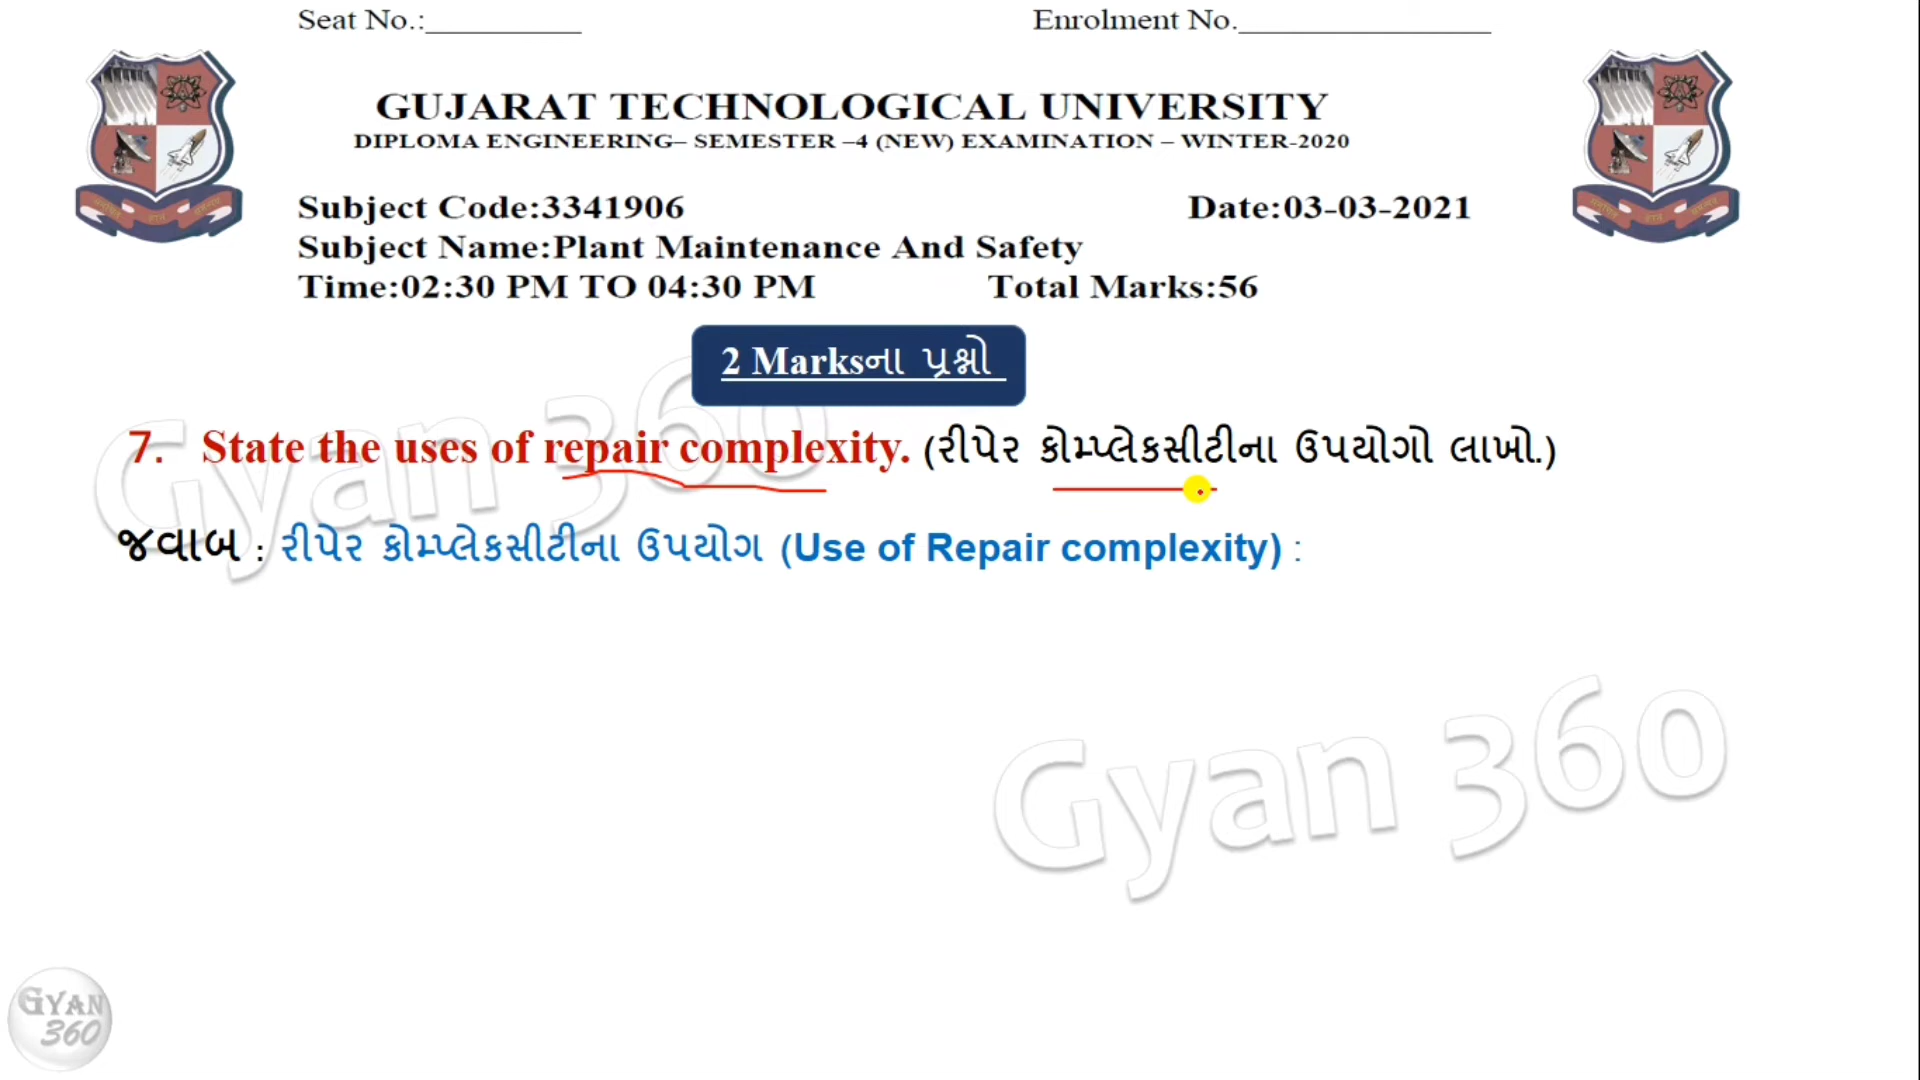 Seat No.:__________ Enrolment No.________________
GUJARAT TECHNOLOGICAL UNIVERSITY
DIPLOMA ENGINEERING– SEMESTER –4 (NEW) EXAMINATION – WINTER-2020
Subject Code:3341906 Date:03-03-2021
Subject Name:Plant Maintenance And Safety
Time:02:30 PM TO 04:30 PM Total Marks:56
2 Marksના પ્રશ્નો
7. State the uses of repair complexity. (રીપેર કોમ્પ્લેકસીટીના ઉપયોગો લાખો.)
જવાબ : રીપેર કોમ્પ્લેકસીટીના ઉપયોગ (Use of Repair complexity) :
Gyan 360
Gyan 360
GYAN
360